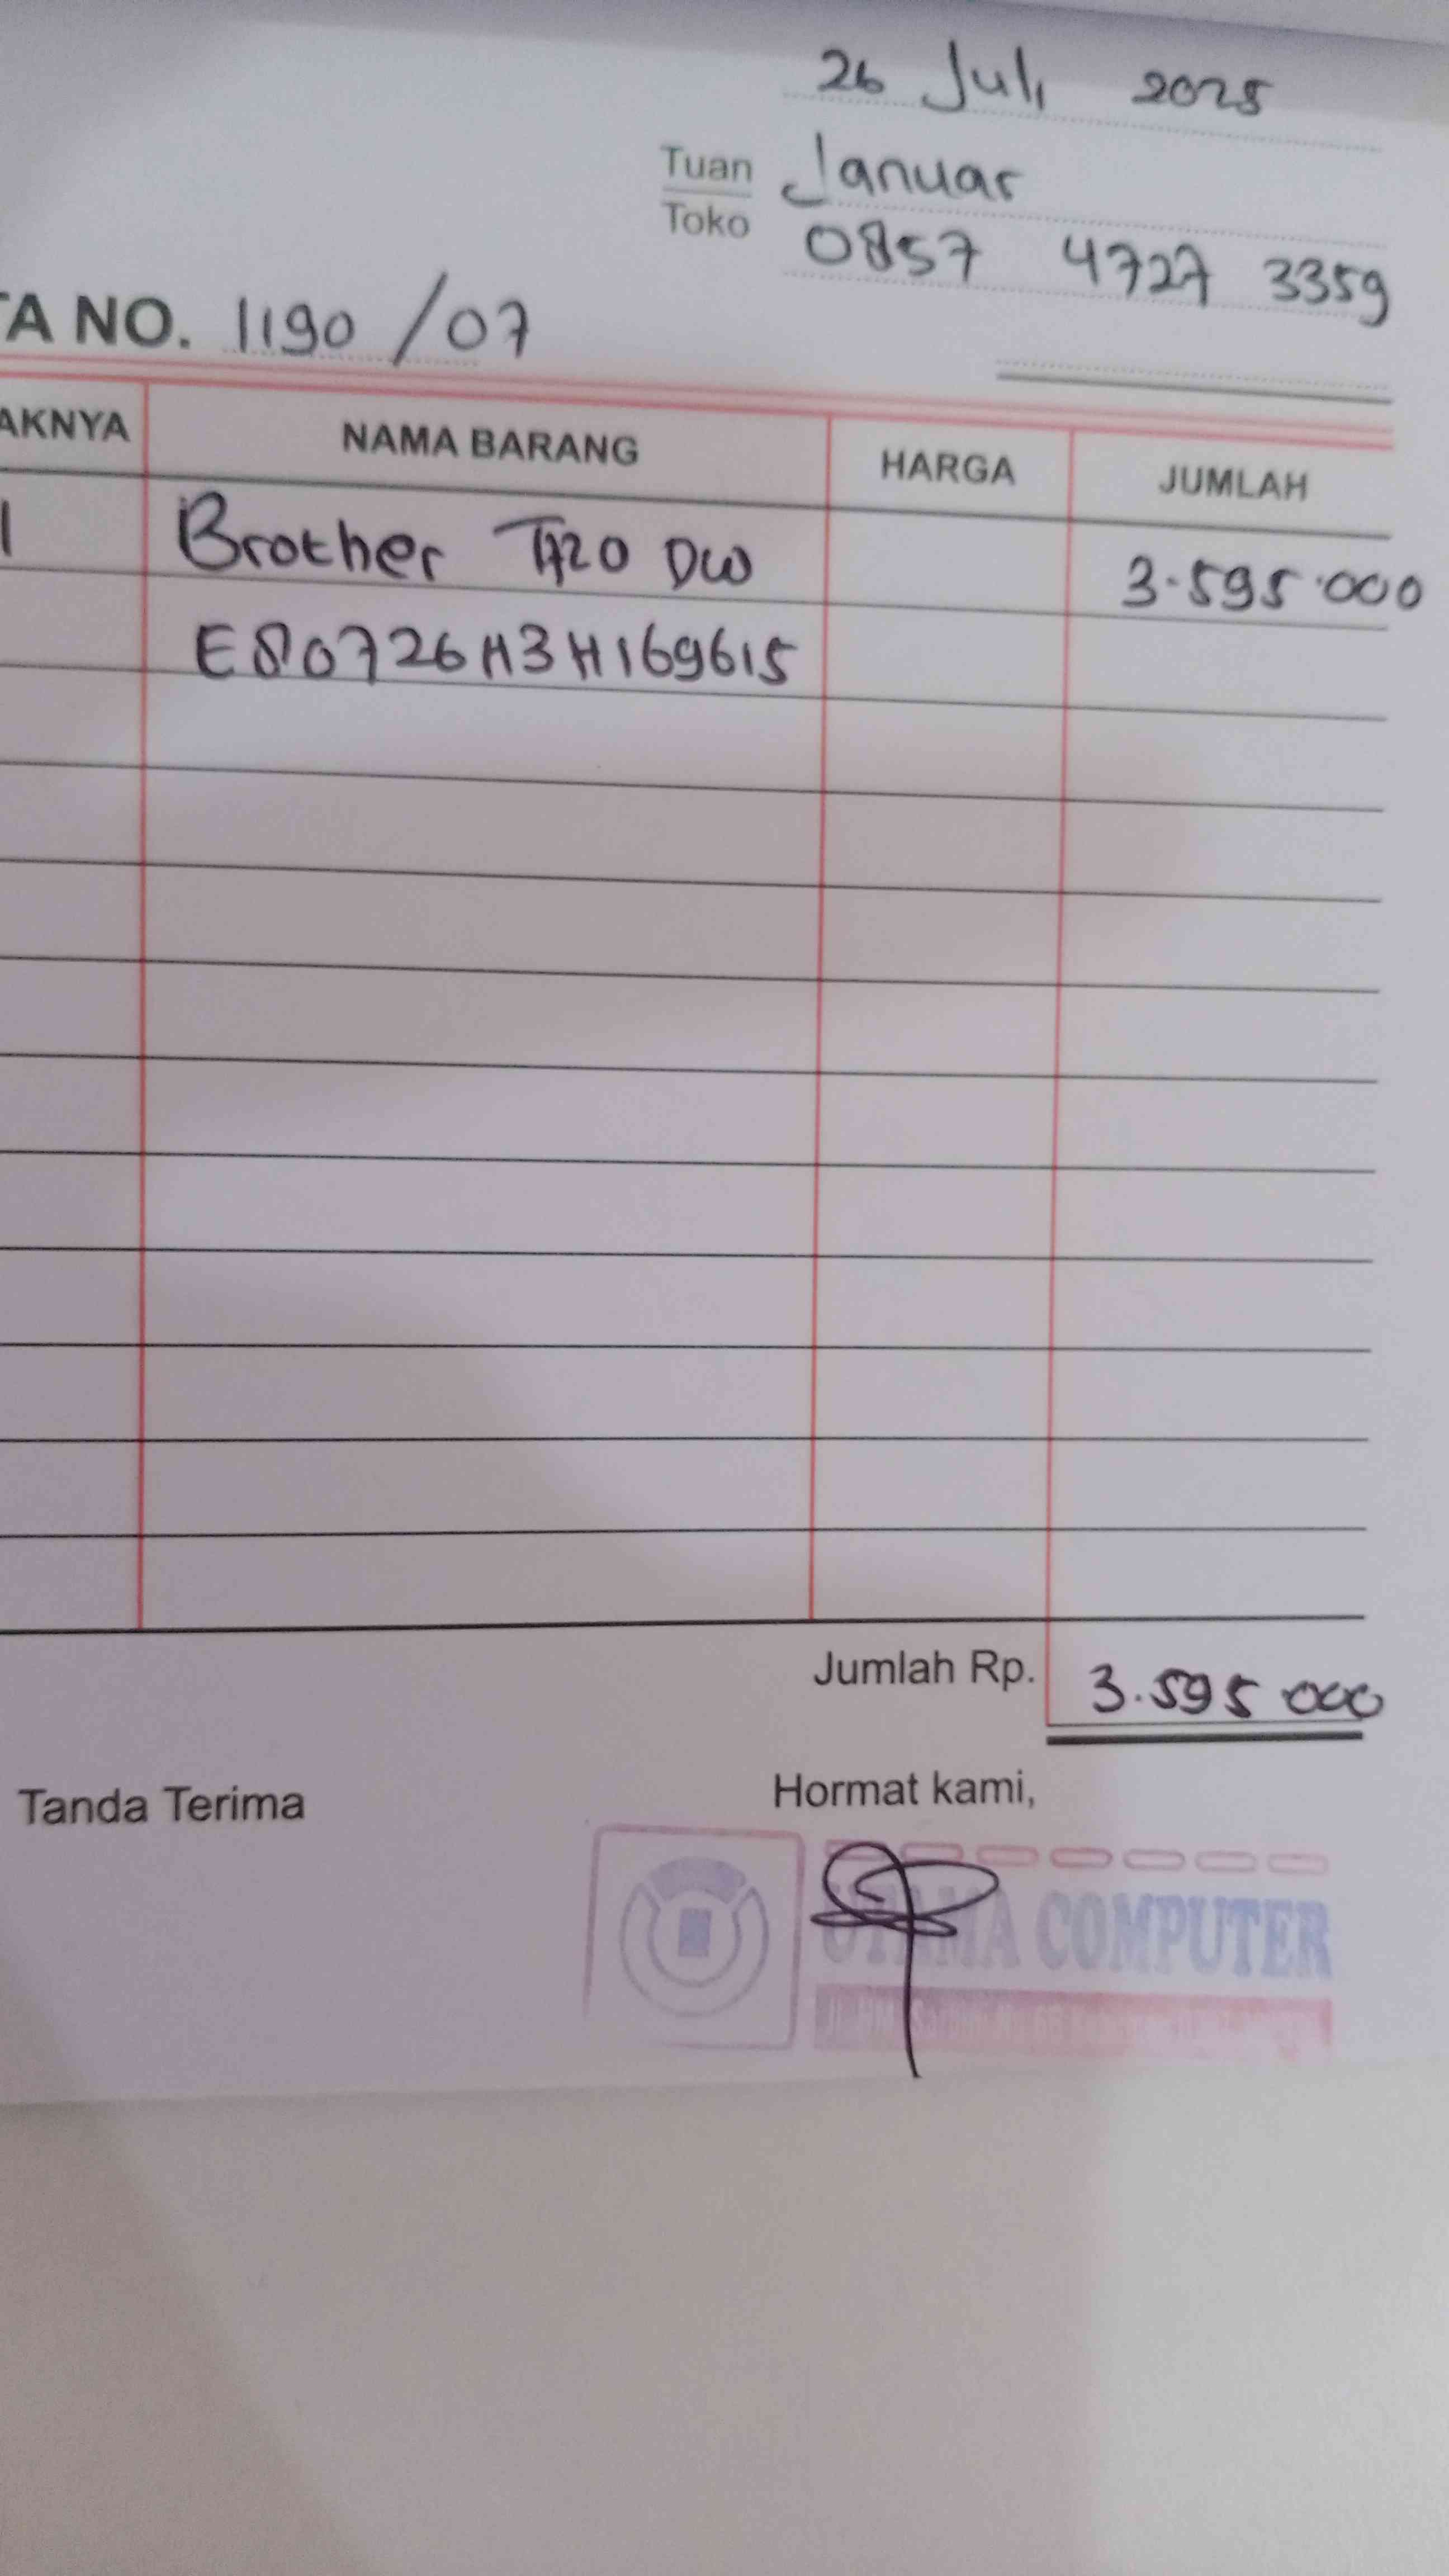 26 Juli 2025
Tuan Januar
Toko 0857 4727 3359
TA NO. 1190 /07
AKNYA NAMA BARANG HARGA JUMLAH
1 Brother T420 DW 3.595.000
E80726H3H169615
Jumlah Rp. 3.595.000
Tanda Terima Hormat kami,
UTAMA COMPUTER